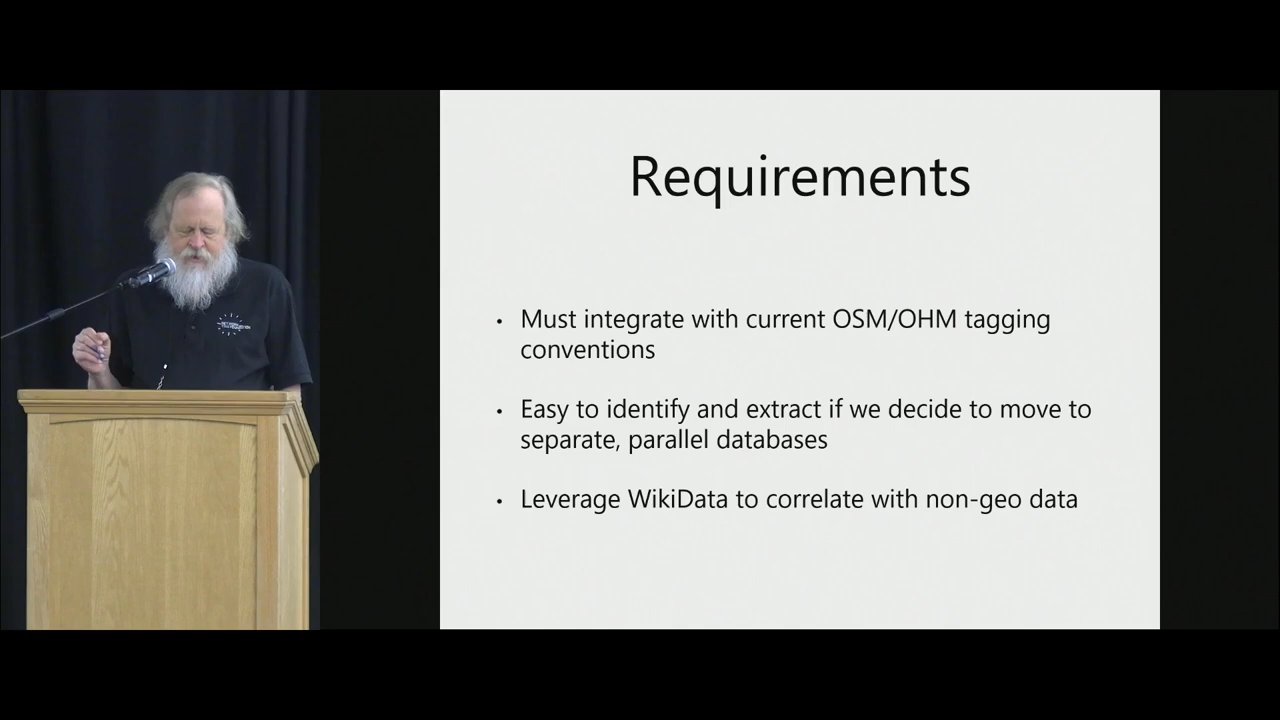 Requirements
• Must integrate with current OSM/OHM tagging
conventions
• Easy to identify and extract if we decide to move to
separate, parallel databases
• Leverage WikiData to correlate with non-geo data